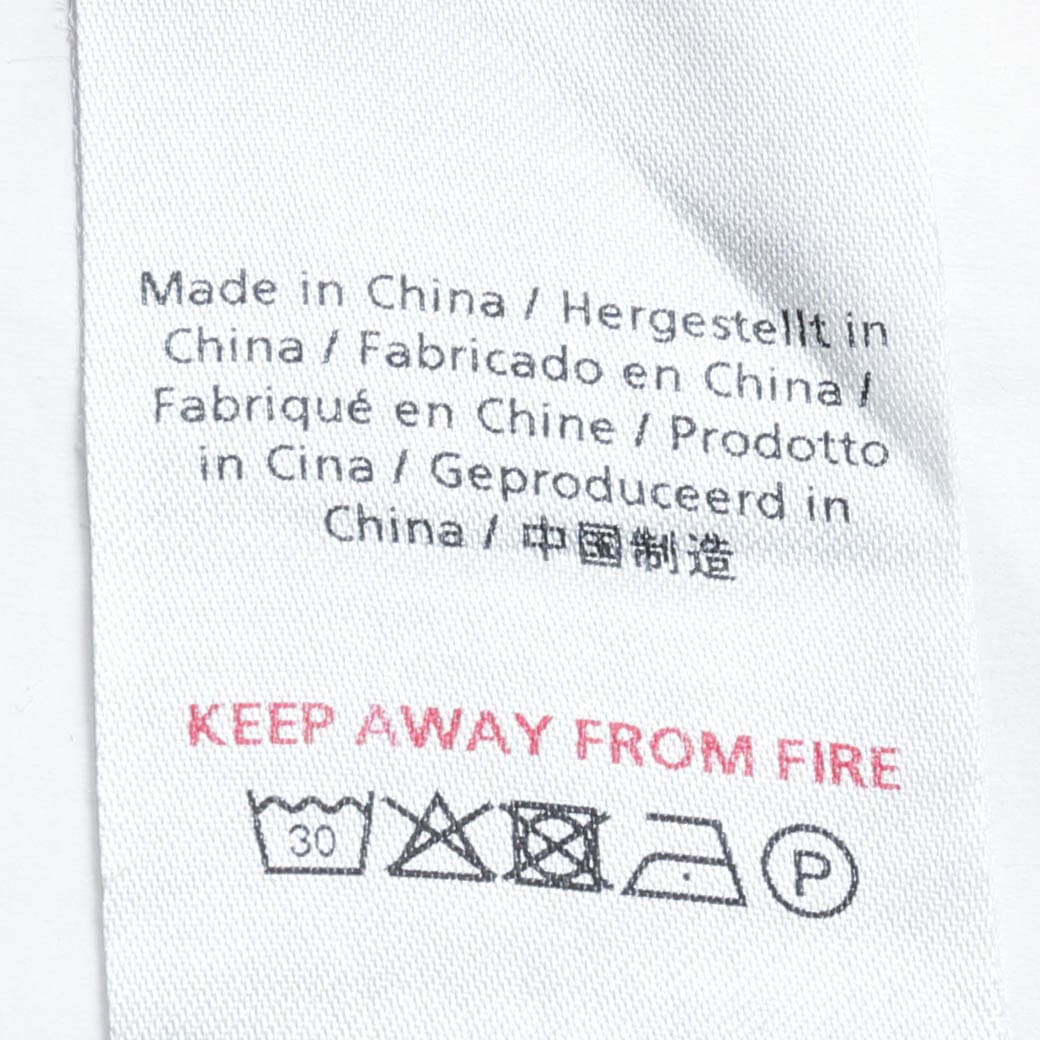 Made in China / Hergestellt in
China / Fabricado en China /
Fabriqué en Chine / Prodotto
in Cina / Geproduceerd in
China / 中国制造
KEEP AWAY FROM FIRE
30 P